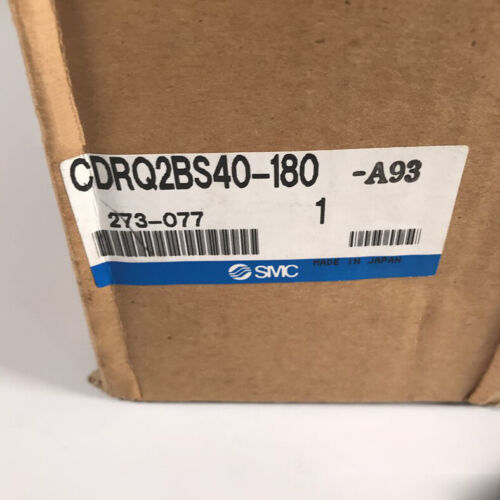 CDRQ2BS40-180 -A93
273-077 1
SMC MADE IN JAPAN